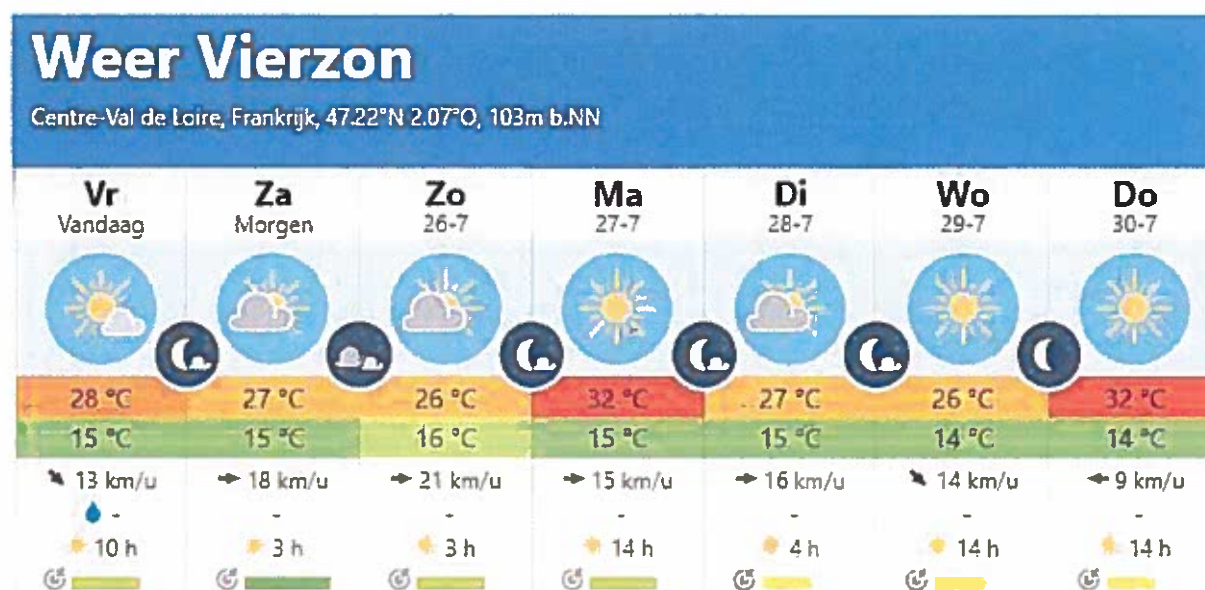 Weer Vierzon
Centre-Val de Loire, Frankrijk, 47.22°N 2.07°O, 103m b.NN
Vr Za Zo Ma Di Wo Do
Vandaag Morgen 26-7 27-7 28-7 29-7 30-7
28 °C 27 °C 26 °C 32 °C 27 °C 26 °C 32 °C
15 °C 15 °C 16 °C 15 °C 15 °C 14 °C 14 °C
13 km/u 18 km/u 21 km/u 15 km/u 16 km/u 14 km/u 9 km/u
- - - - - - -
10 h 3 h 3 h 14 h 4 h 14 h 14 h